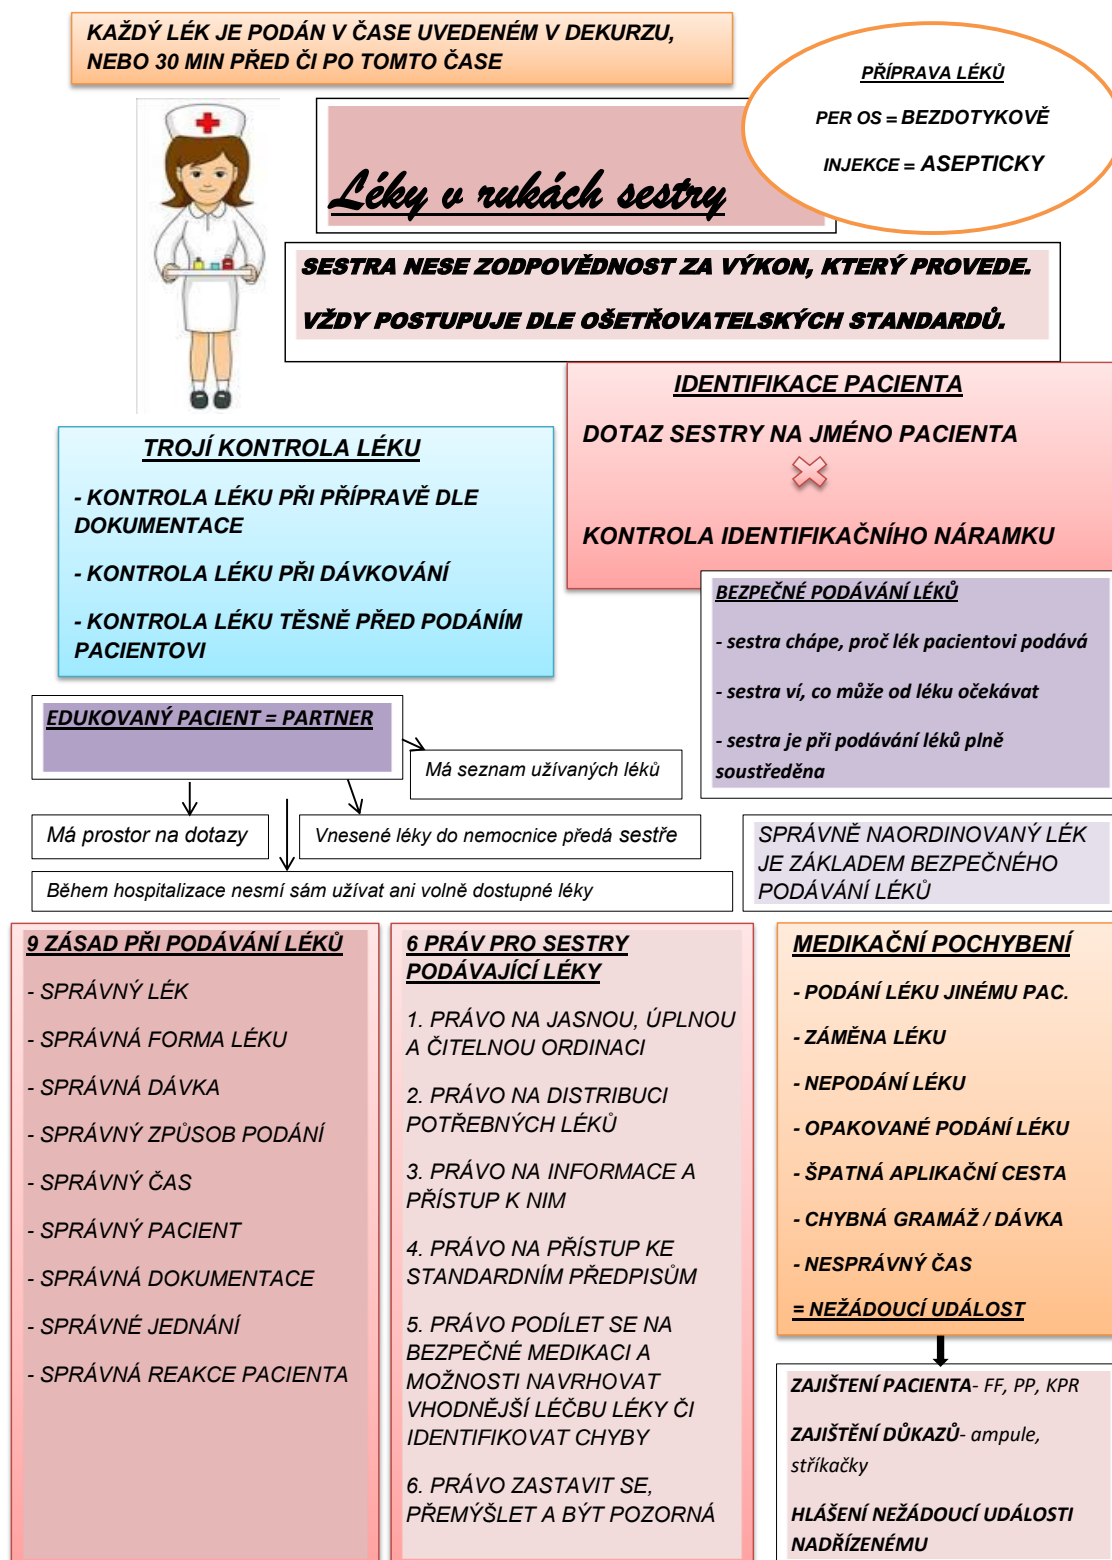 KAŽDÝ LÉK JE PODÁN V ČASE UVEDENÉM V DEKURZU,
NEBO 30 MIN PŘED ČI PO TOMTO ČASE
PŘÍPRAVA LÉKŮ
PER OS = BEZDOTYKOVĚ
INJEKCE = ASEPTICKY
Léky v rukách sestry
SESTRA NESE ZODPOVĚDNOST ZA VÝKON, KTERÝ PROVEDE.
VŽDY POSTUPUJE DLE OŠETŘOVATELSKÝCH STANDARDŮ.
IDENTIFIKACE PACIENTA
DOTAZ SESTRY NA JMÉNO PACIENTA
KONTROLA IDENTIFIKAČNÍHO NÁRAMKU
TROJÍ KONTROLA LÉKU
- KONTROLA LÉKU PŘI PŘÍPRAVĚ DLE
DOKUMENTACE
- KONTROLA LÉKU PŘI DÁVKOVÁNÍ
- KONTROLA LÉKU TĚSNĚ PŘED PODÁNÍM
PACIENTOVI
BEZPEČNÉ PODÁVÁNÍ LÉKŮ
- sestra chápe, proč lék pacientovi podává
- sestra ví, co může od léku očekávat
- sestra je při podávání léků plně
soustředěna
EDUKOVANÝ PACIENT = PARTNER
Má seznam užívaných léků
Má prostor na dotazy
Vnesené léky do nemocnice předá sestře
Během hospitalizace nesmí sám užívat ani volně dostupné léky
SPRÁVNĚ NAORDINOVANÝ LÉK
JE ZÁKLADEM BEZPEČNÉHO
PODÁVÁNÍ LÉKŮ
9 ZÁSAD PŘI PODÁVÁNÍ LÉKŮ
- SPRÁVNÝ LÉK
- SPRÁVNÁ FORMA LÉKU
- SPRÁVNÁ DÁVKA
- SPRÁVNÝ ZPŮSOB PODÁNÍ
- SPRÁVNÝ ČAS
- SPRÁVNÝ PACIENT
- SPRÁVNÁ DOKUMENTACE
- SPRÁVNÉ JEDNÁNÍ
- SPRÁVNÁ REAKCE PACIENTA
6 PRÁV PRO SESTRY
PODÁVAJÍCÍ LÉKY
1. PRÁVO NA JASNOU, ÚPLNOU
A ČITELNOU ORDINACI
2. PRÁVO NA DISTRIBUCI
POTŘEBNÝCH LÉKŮ
3. PRÁVO NA INFORMACE A
PŘÍSTUP K NIM
4. PRÁVO NA PŘÍSTUP KE
STANDARDNÍM PŘEDPISŮM
5. PRÁVO PODÍLET SE NA
BEZPEČNÉ MEDIKACI A
MOŽNOSTI NAVRHOVAT
VHODNĚJŠÍ LÉČBU LÉKY ČI
IDENTIFIKOVAT CHYBY
6. PRÁVO ZASTAVIT SE,
PŘEMÝŠLET A BÝT POZORNÁ
MEDIKAČNÍ POCHYBENÍ
- PODÁNÍ LÉKU JINÉMU PAC.
- ZÁMĚNA LÉKU
- NEPODÁNÍ LÉKU
- OPAKOVANÉ PODÁNÍ LÉKU
- ŠPATNÁ APLIKAČNÍ CESTA
- CHYBNÁ GRAMÁŽ / DÁVKA
- NESPRÁVNÝ ČAS
= NEŽÁDOUCÍ UDÁLOST
ZAJIŠTENÍ PACIENTA- FF, PP, KPR
ZAJIŠTĚNÍ DŮKAZŮ- ampule,
stříkačky
HLÁŠENÍ NEŽÁDOUCÍ UDÁLOSTI
NADŘÍZENÉMU